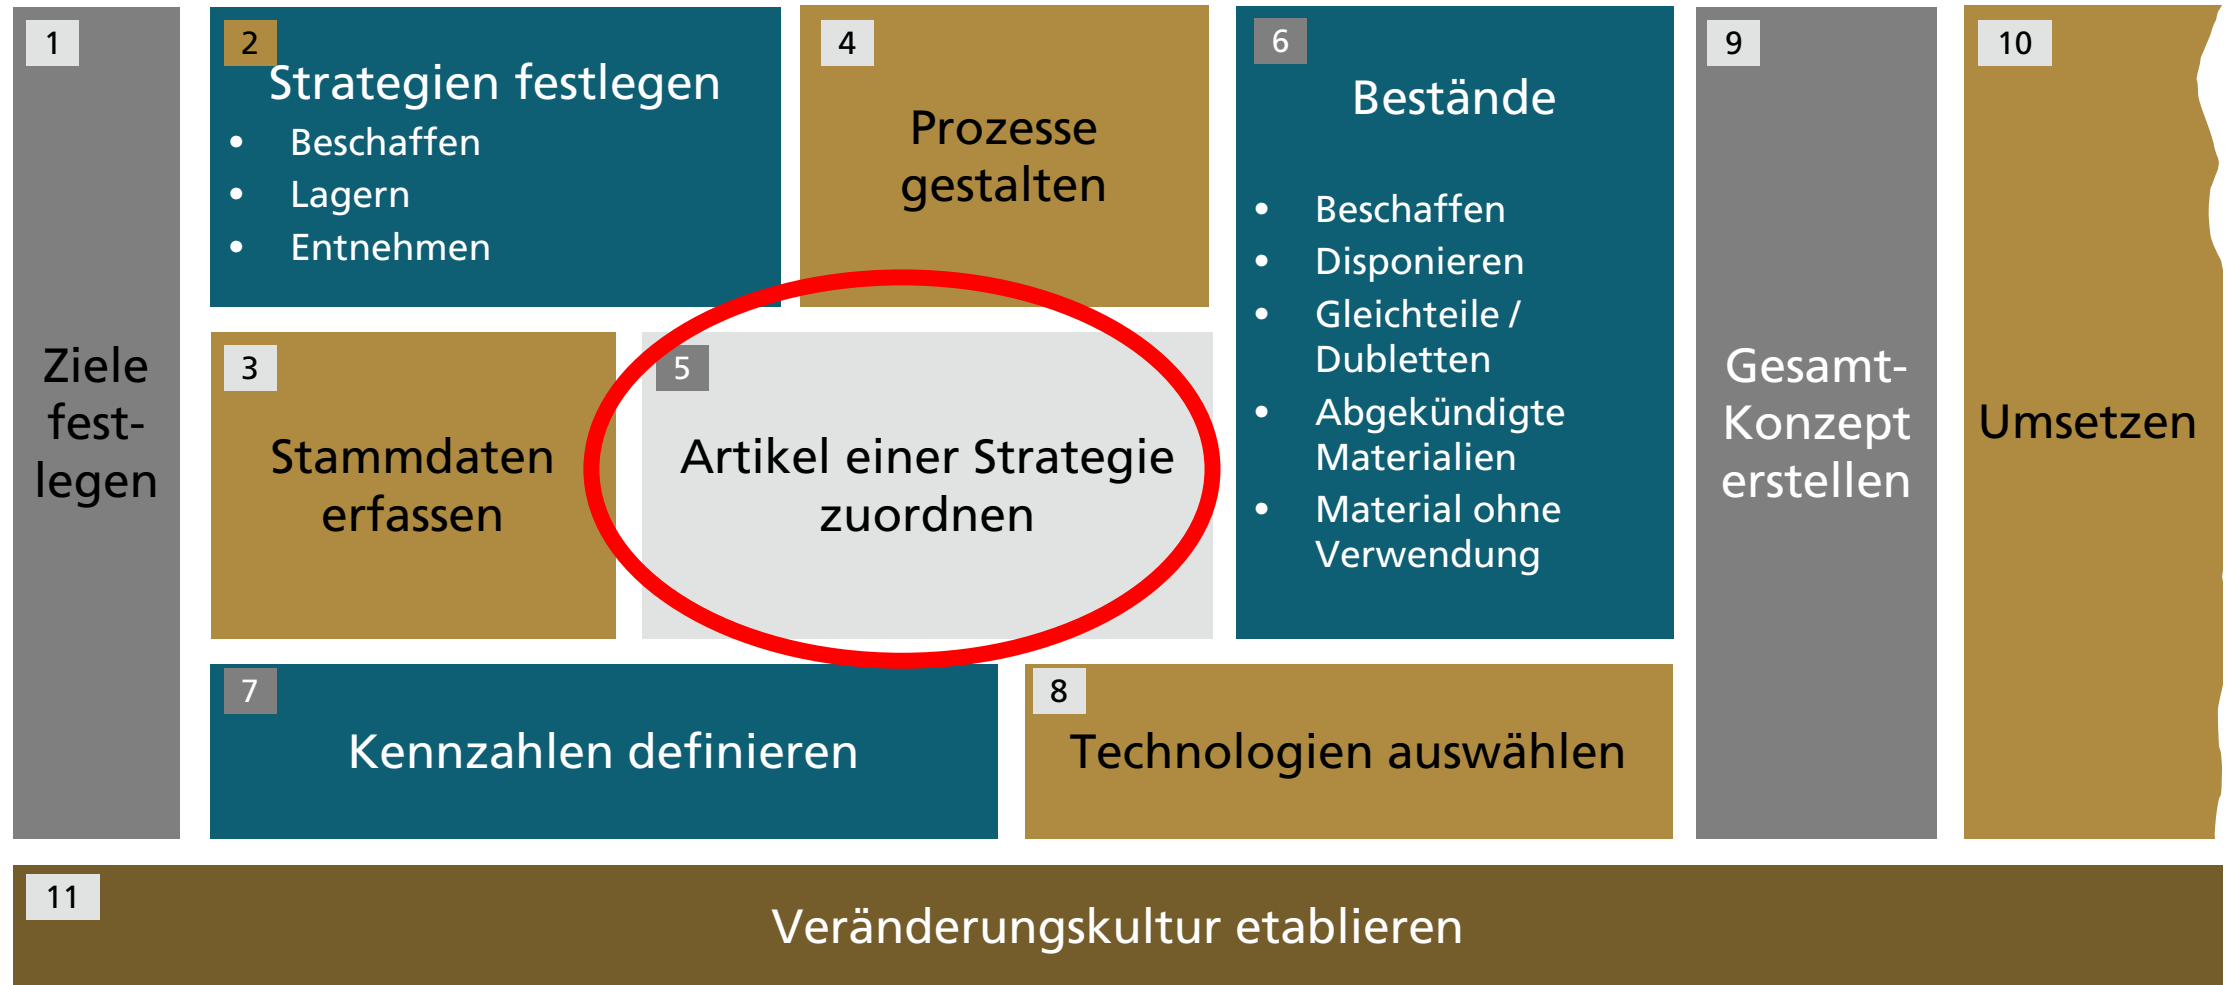 1
Ziele
fest-
legen
2
Strategien festlegen
• Beschaffen
• Lagern
• Entnehmen
3
Stammdaten
erfassen
4
Prozesse
gestalten
5
Artikel einer Strategie
zuordnen
6
Bestände
• Beschaffen
• Disponieren
• Gleichteile /
Dubletten
• Abgekündigte
Materialien
• Material ohne
Verwendung
7
Kennzahlen definieren
8
Technologien auswählen
9
Gesamt-
Konzept
erstellen
10
Umsetzen
11
Veränderungskultur etablieren